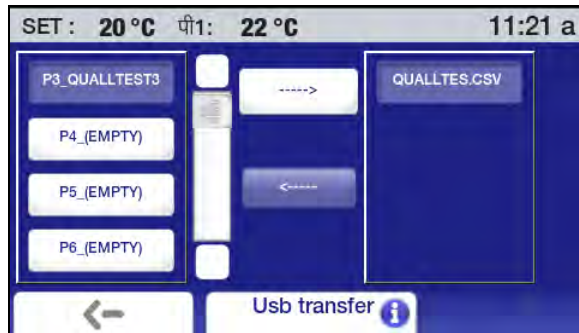 SET : 20 °C पी1: 22 °C 11:21 a
P3_QUALLTEST3
P4_(EMPTY)
P5_(EMPTY)
P6_(EMPTY)
----->
<-----
QUALLTES.CSV
Usb transfer